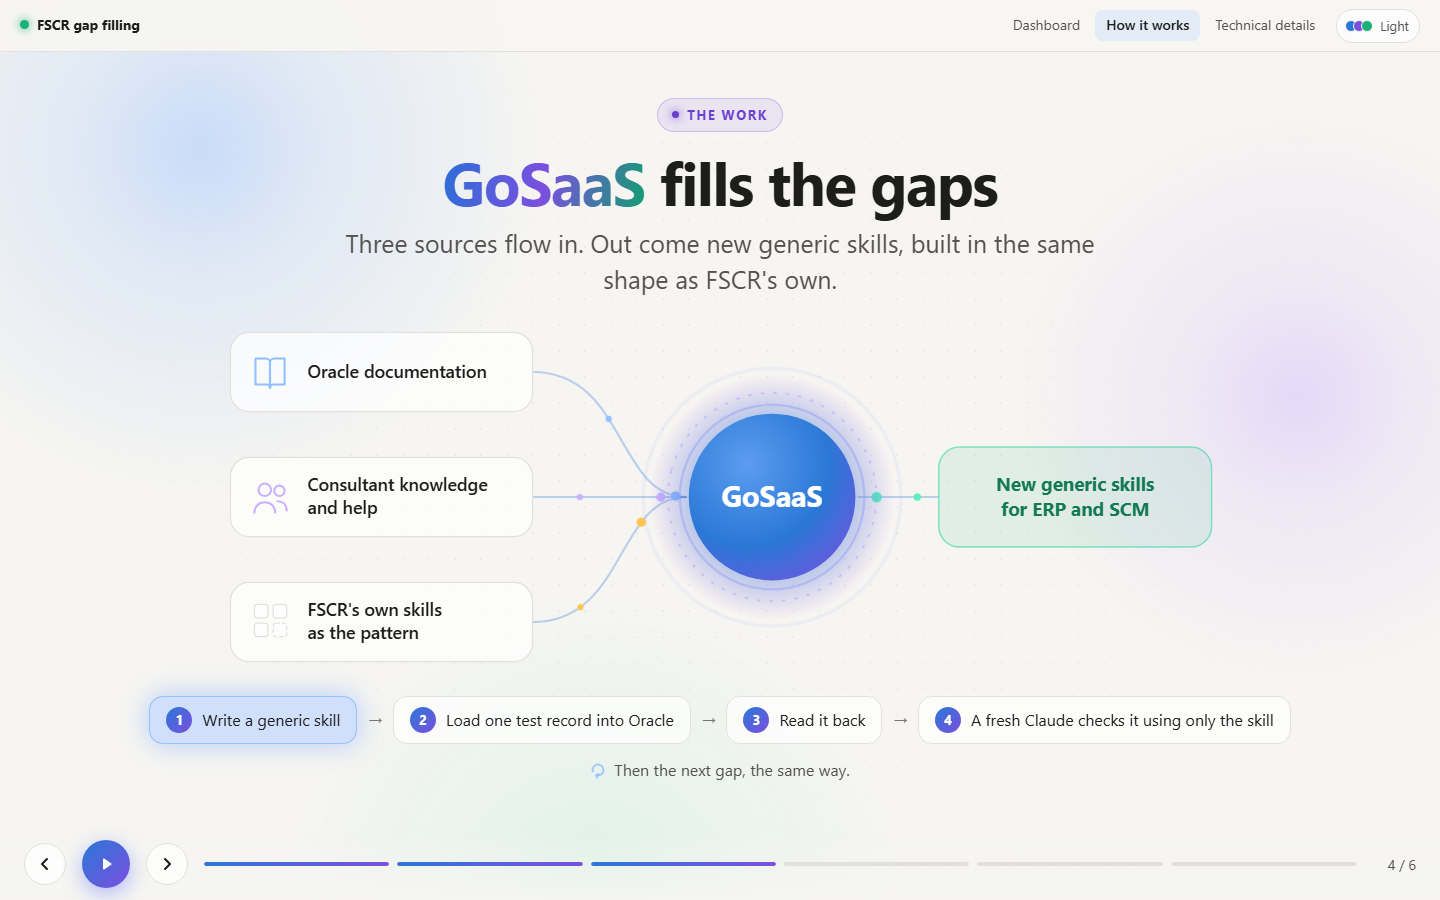 FSCR gap filling
Dashboard
How it works
Technical details
Light
THE WORK
GoSaaS fills the gaps
Three sources flow in. Out come new generic skills, built in the same
shape as FSCR's own.
Oracle documentation
Consultant knowledge
and help
FSCR's own skills
as the pattern
GoSaaS
New generic skills
for ERP and SCM
1 Write a generic skill
→
2 Load one test record into Oracle
→
3 Read it back
→
4 A fresh Claude checks it using only the skill
Then the next gap, the same way.
4 / 6